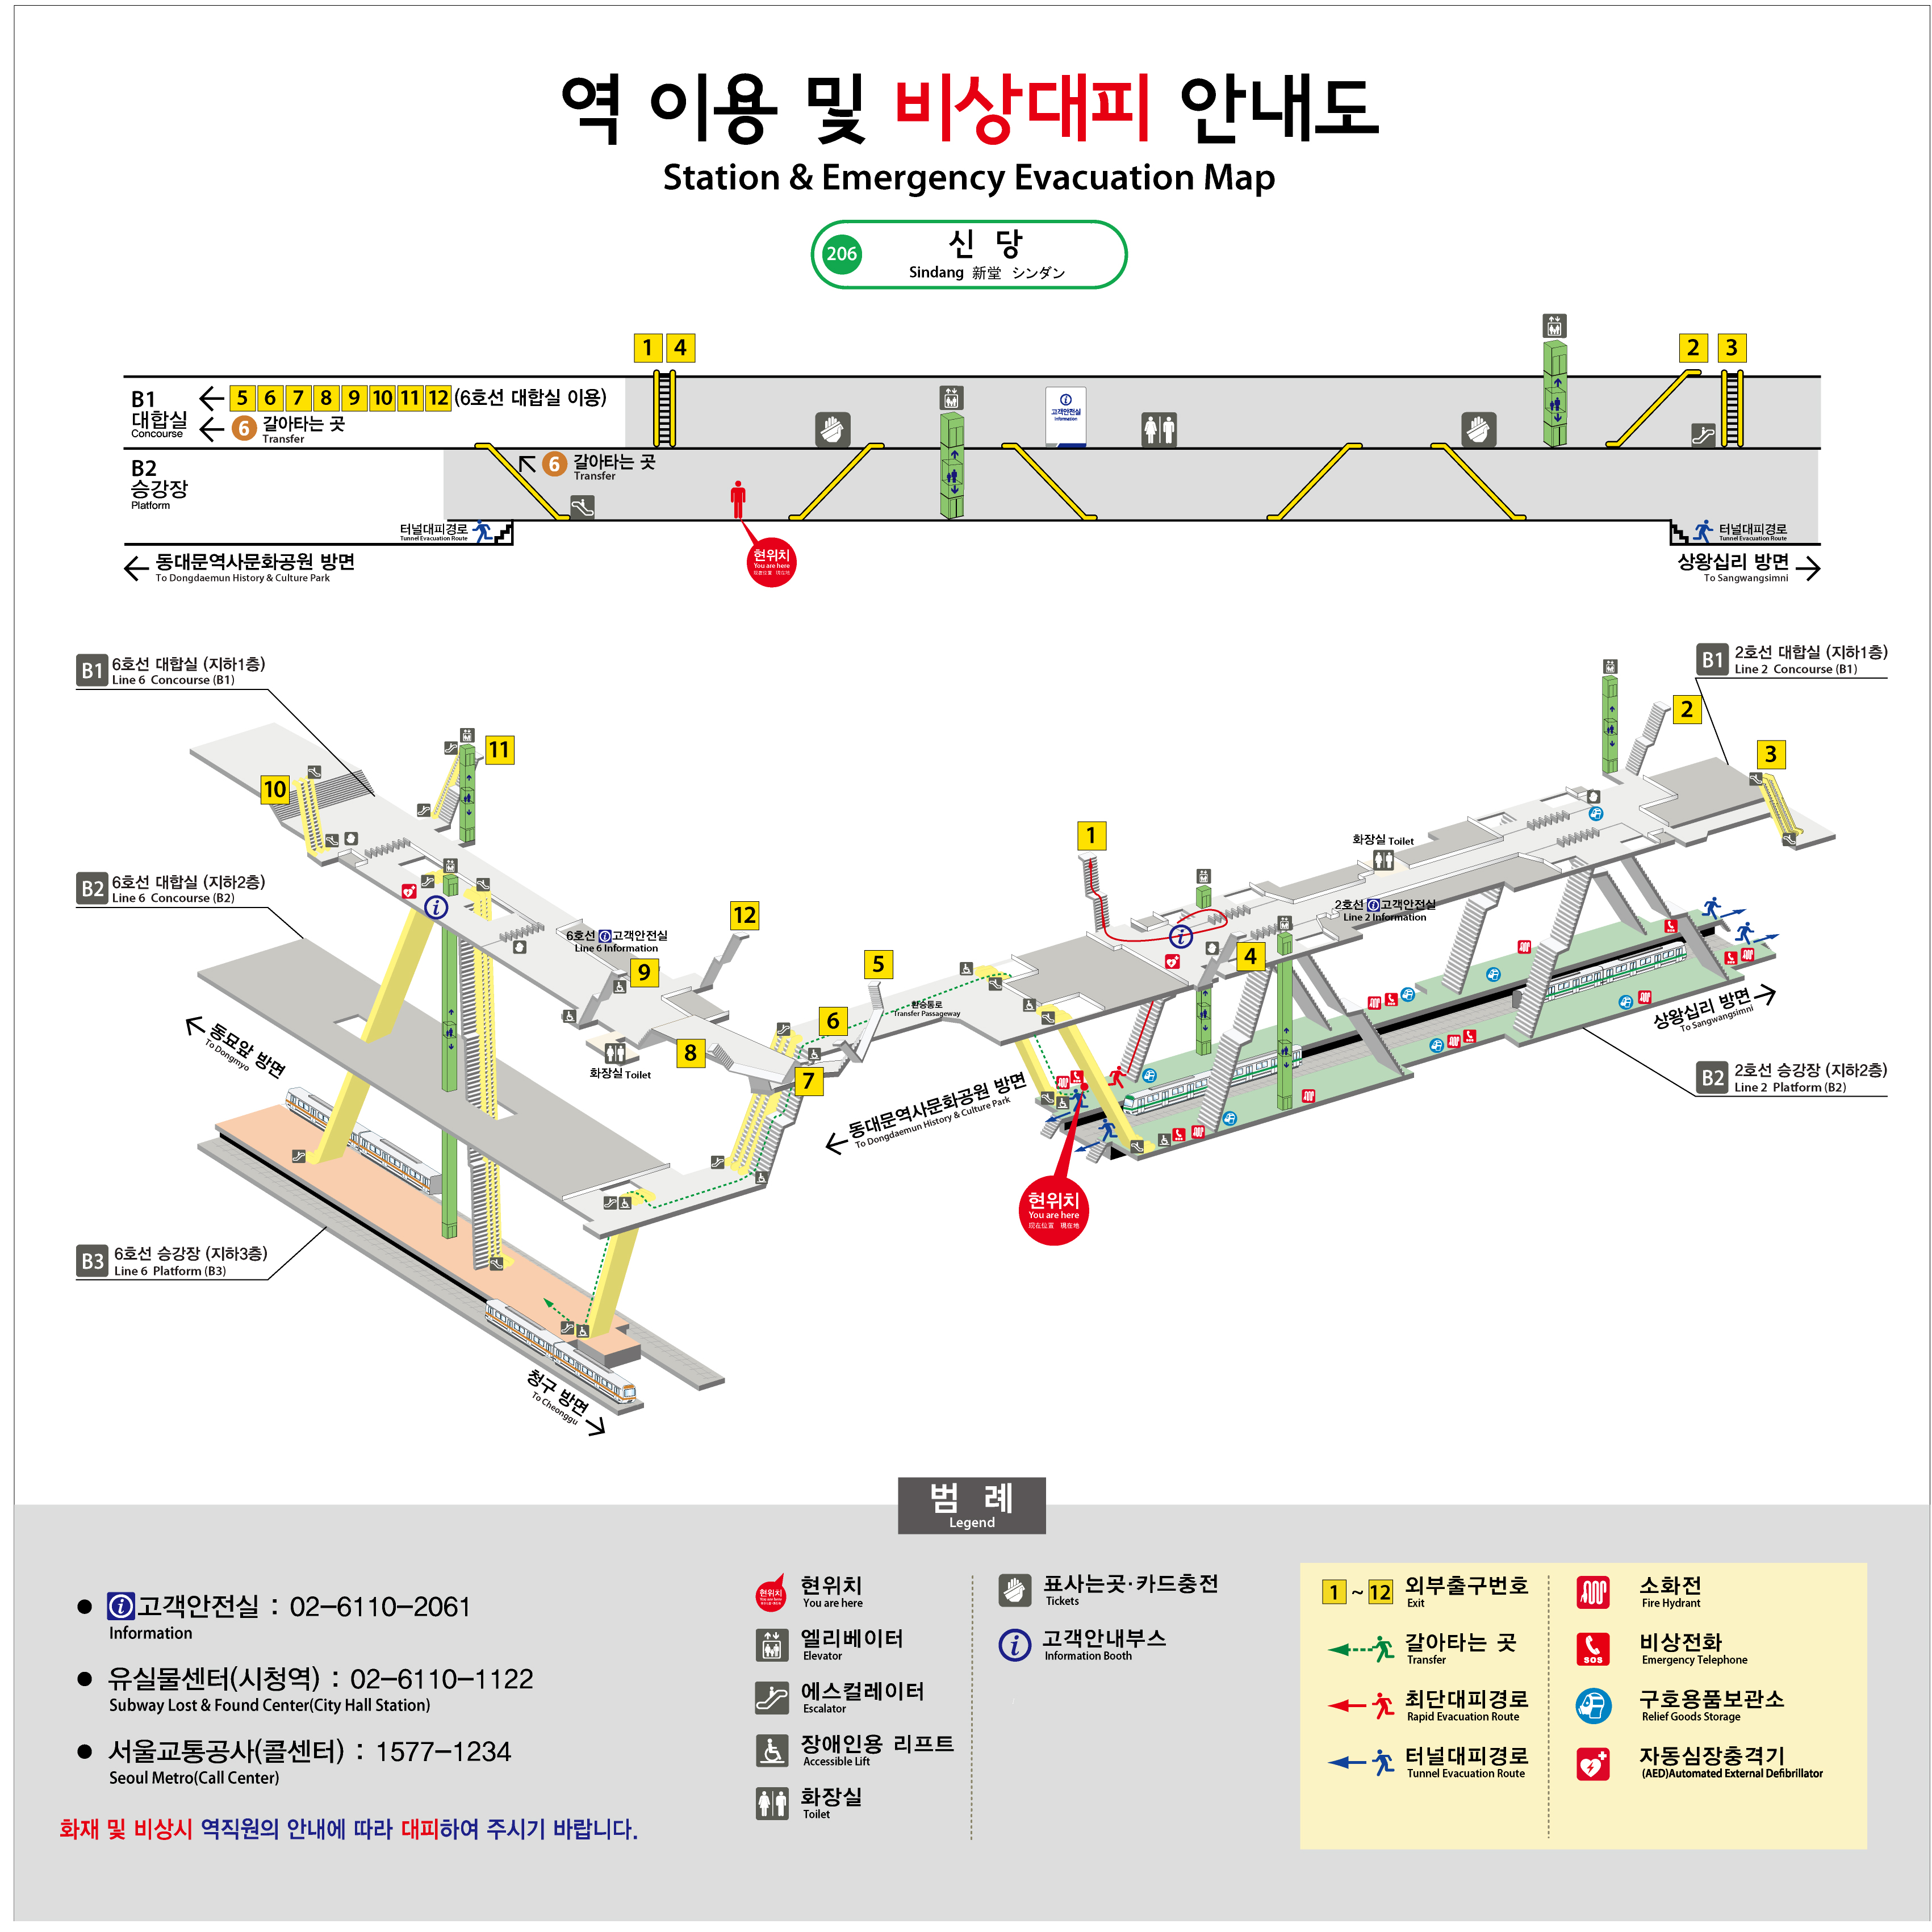 역 이용 및 비상대피 안내도
Station & Emergency Evacuation Map
206
신 당
Sindang 新堂 シンダン
1 4
2 3
B1
대합실
Concourse
5 6 7 8 9 10 11 12 (6호선 대합실 이용)
6 갈아타는 곳
Transfer
고객안전실
Information
B2
승강장
Platform
6 갈아타는 곳
Transfer
터널대피경로
Tunnel Evacuation Route
현위치
You are here
现在位置 現在地
터널대피경로
Tunnel Evacuation Route
동대문역사문화공원 방면
To Dongdaemun History & Culture Park
상왕십리 방면
To Sangwangsimni
B1 6호선 대합실 (지하1층)
Line 6 Concourse (B1)
B1 2호선 대합실 (지하1층)
Line 2 Concourse (B1)
2
3
11
10
1
화장실 Toilet
B2 6호선 대합실 (지하2층)
Line 6 Concourse (B2)
2호선 고객안전실
Line 2 Information
12
6호선 고객안전실
Line 6 Information
4
9
5
환승통로
Transfer Passageway
6
8
7
화장실 Toilet
동묘앞 방면
To Dongmyo
동대문역사문화공원 방면
To Dongdaemun History & Culture Park
상왕십리 방면
To Sangwangsimni
B2 2호선 승강장 (지하2층)
Line 2 Platform (B2)
현위치
You are here
现在位置 現在地
B3 6호선 승강장 (지하3층)
Line 6 Platform (B3)
청구 방면
To Cheonggu
범 례
Legend
고객안전실 : 02-6110-2061
Information
유실물센터(시청역) : 02-6110-1122
Subway Lost & Found Center(City Hall Station)
서울교통공사(콜센터) : 1577-1234
Seoul Metro(Call Center)
화재 및 비상시 역직원의 안내에 따라 대피하여 주시기 바랍니다.
현위치
현위치
You are here
엘리베이터
Elevator
에스컬레이터
Escalator
장애인용 리프트
Accessible Lift
화장실
Toilet
표사는곳·카드충전
Tickets
고객안내부스
Information Booth
1 ~ 12 외부출구번호
Exit
갈아타는 곳
Transfer
최단대피경로
Rapid Evacuation Route
터널대피경로
Tunnel Evacuation Route
소화전
Fire Hydrant
SOS
비상전화
Emergency Telephone
구호용품보관소
Relief Goods Storage
자동심장충격기
(AED)Automated External Defibrillator